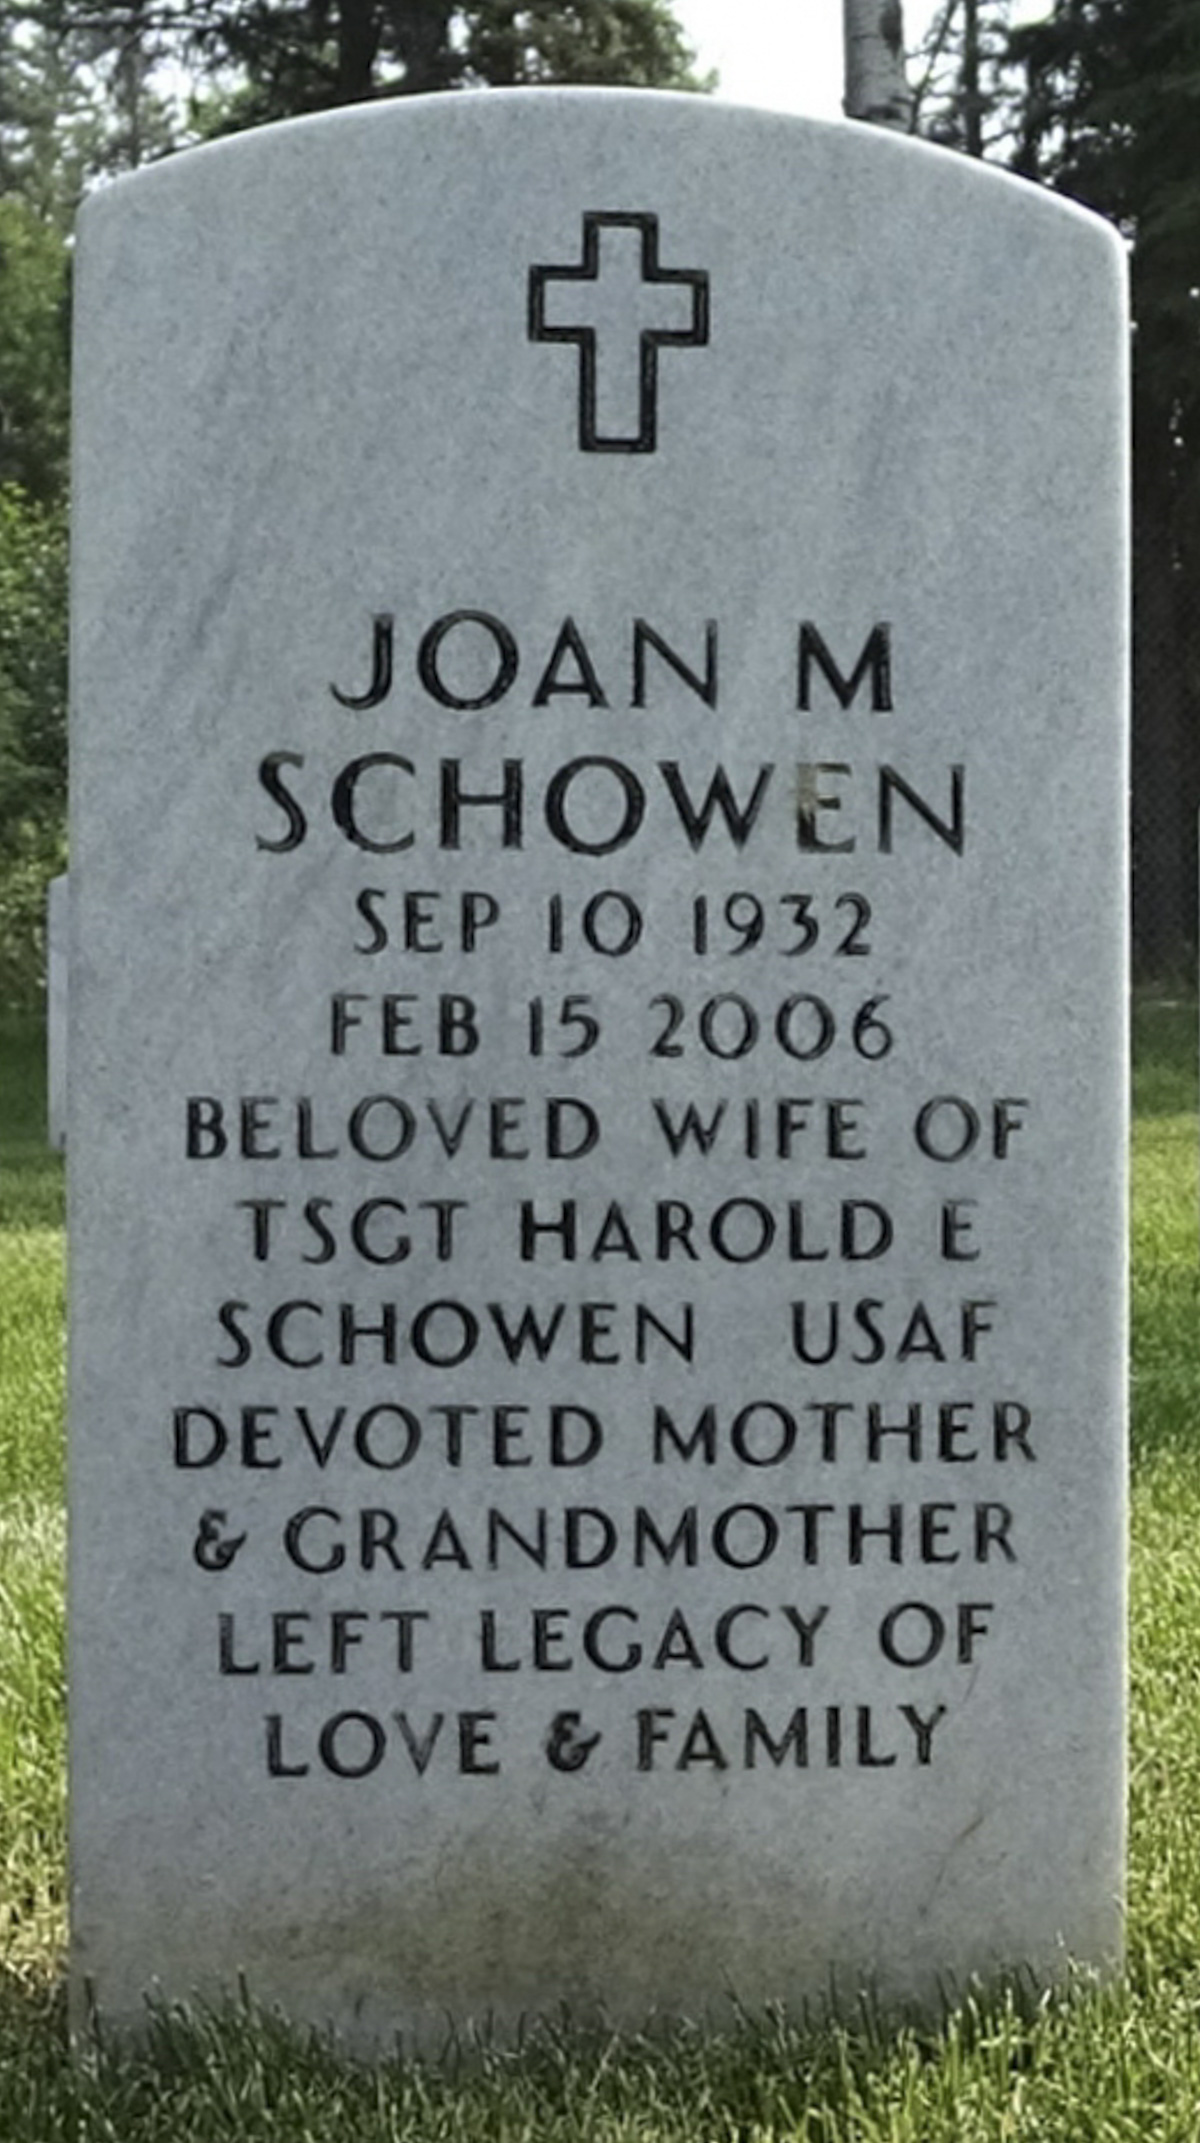 JOAN M
SCHOWEN
SEP 10 1932
FEB 15 2006
BELOVED WIFE OF
TSGT HAROLD E
SCHOWEN USAF
DEVOTED MOTHER
& GRANDMOTHER
LEFT LEGACY OF
LOVE & FAMILY